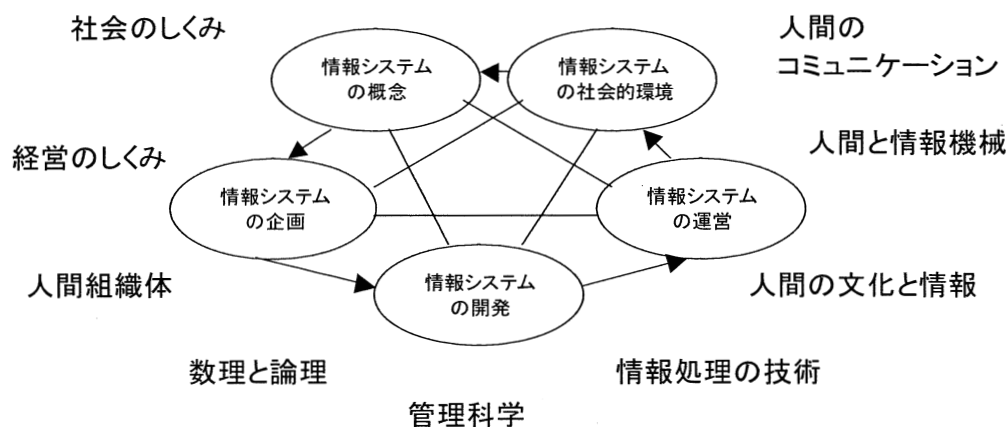 社会のしくみ
人間の
コミュニケーション
情報システム
の概念
情報システム
の社会的環境
経営のしくみ
人間と情報機械
情報システム
の企画
情報システム
の運営
人間組織体
情報システム
の開発
人間の文化と情報
数理と論理
情報処理の技術
管理科学